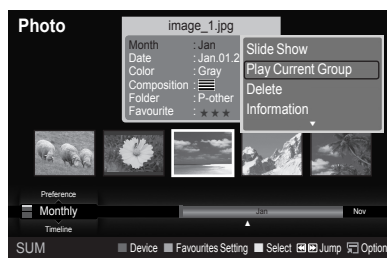 Photo
image_1.jpg
Month : Jan
Date : Jan.01.2
Color : Gray
Composition :
Folder : P-other
Favourite : ★ ★ ★
Slide Show
Play Current Group
Delete
Information
Preference
Monthly
Timeline
Jan
Nov
SUM
Device
Favourites Setting
Select
Jump
Option